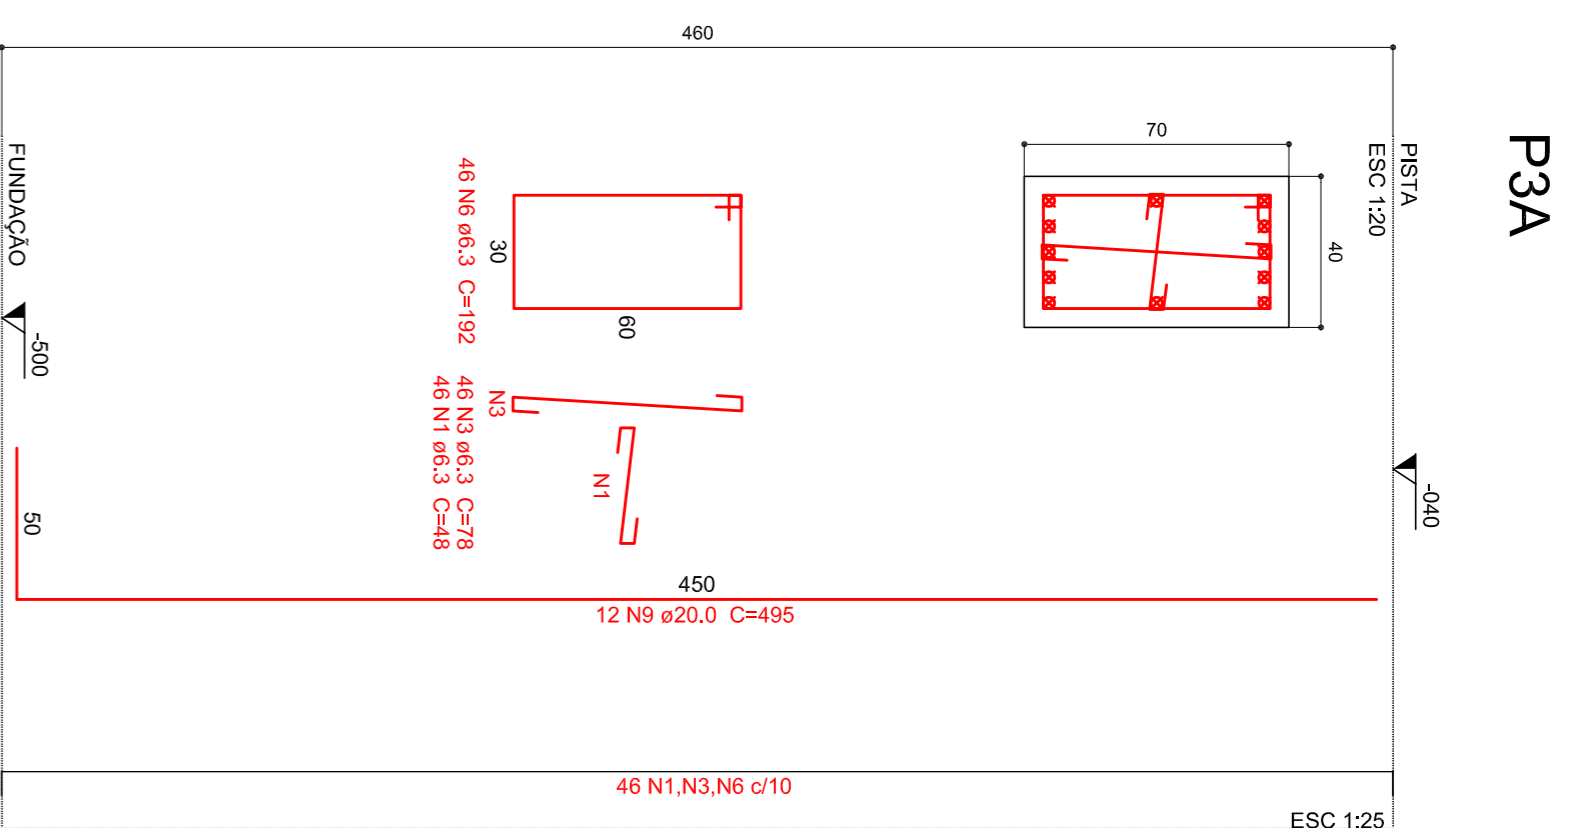 P3A
PISTA
ESC 1:20
460
70
40
-040
46 N6 ø6.3  C=192
30
60
46 N3 ø6.3  C=78
46 N1 ø6.3  C=48
N3
N1
FUNDAÇÃO
-500
50
450
12 N9 ø20.0  C=495
46 N1,N3,N6 c/10
ESC 1:25